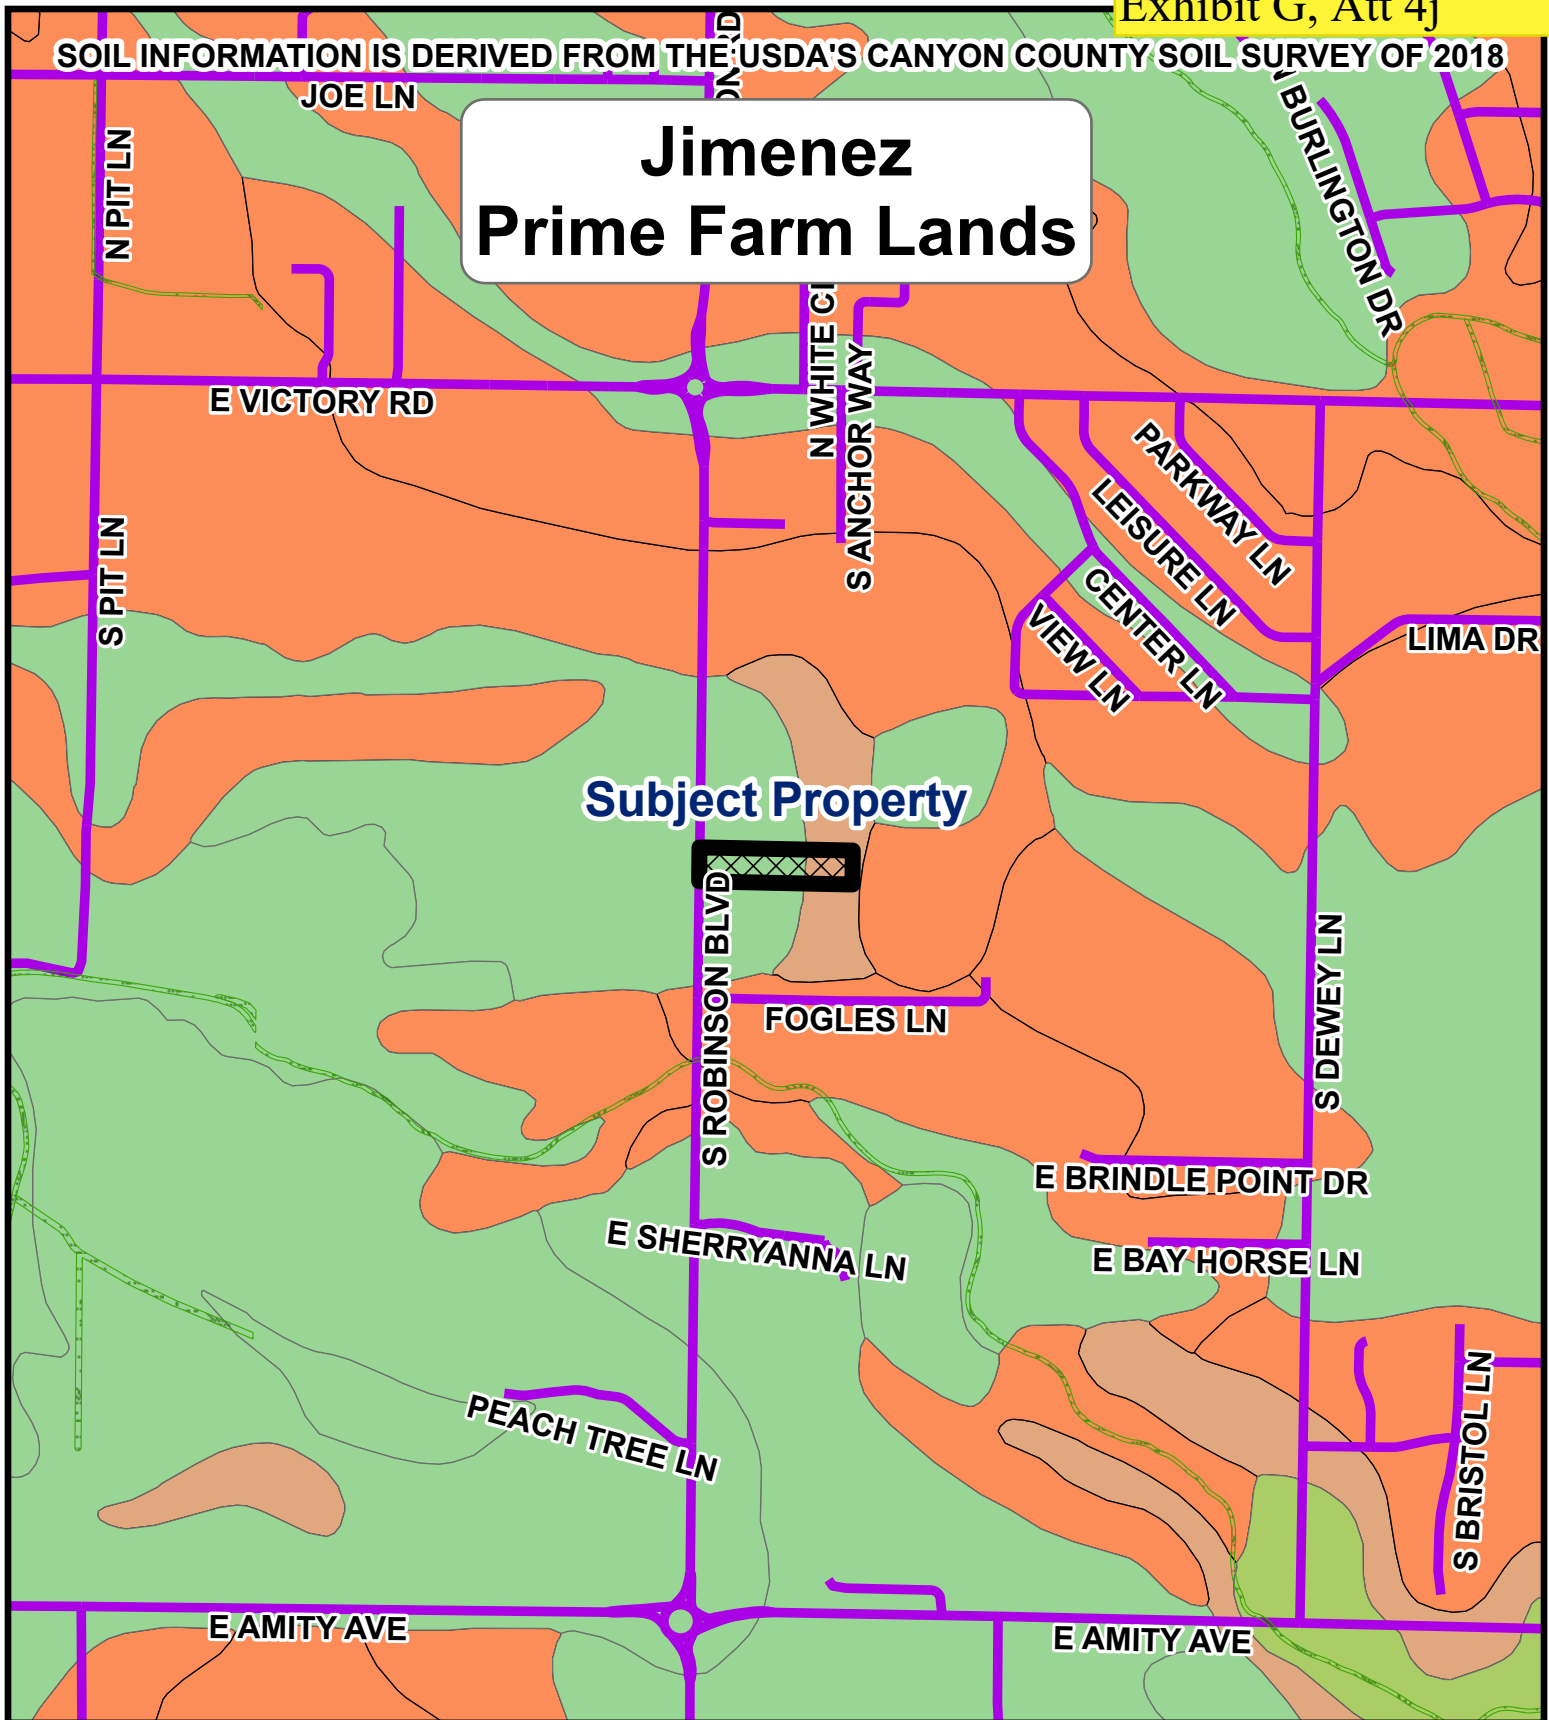 Exhibit G, Att 4j
SOIL INFORMATION IS DERIVED FROM THE USDA'S CANYON COUNTY SOIL SURVEY OF 2018
JOE LN
Jimenez
Prime Farm Lands
N PIT LN
N BURLINGTON DR
E VICTORY RD
N WHITE
S ANCHOR WAY
PARKWAY LN
LEISURE LN
CENTER LN
VIEW LN
LIMA DR
S PIT LN
Subject Property
S ROBINSON BLVD
S DEWEY LN
FOGLES LN
E BRINDLE POINT DR
E SHERRYANNA LN
E BAY HORSE LN
PEACH TREE LN
S BRISTOL LN
E AMITY AVE
E AMITY AVE